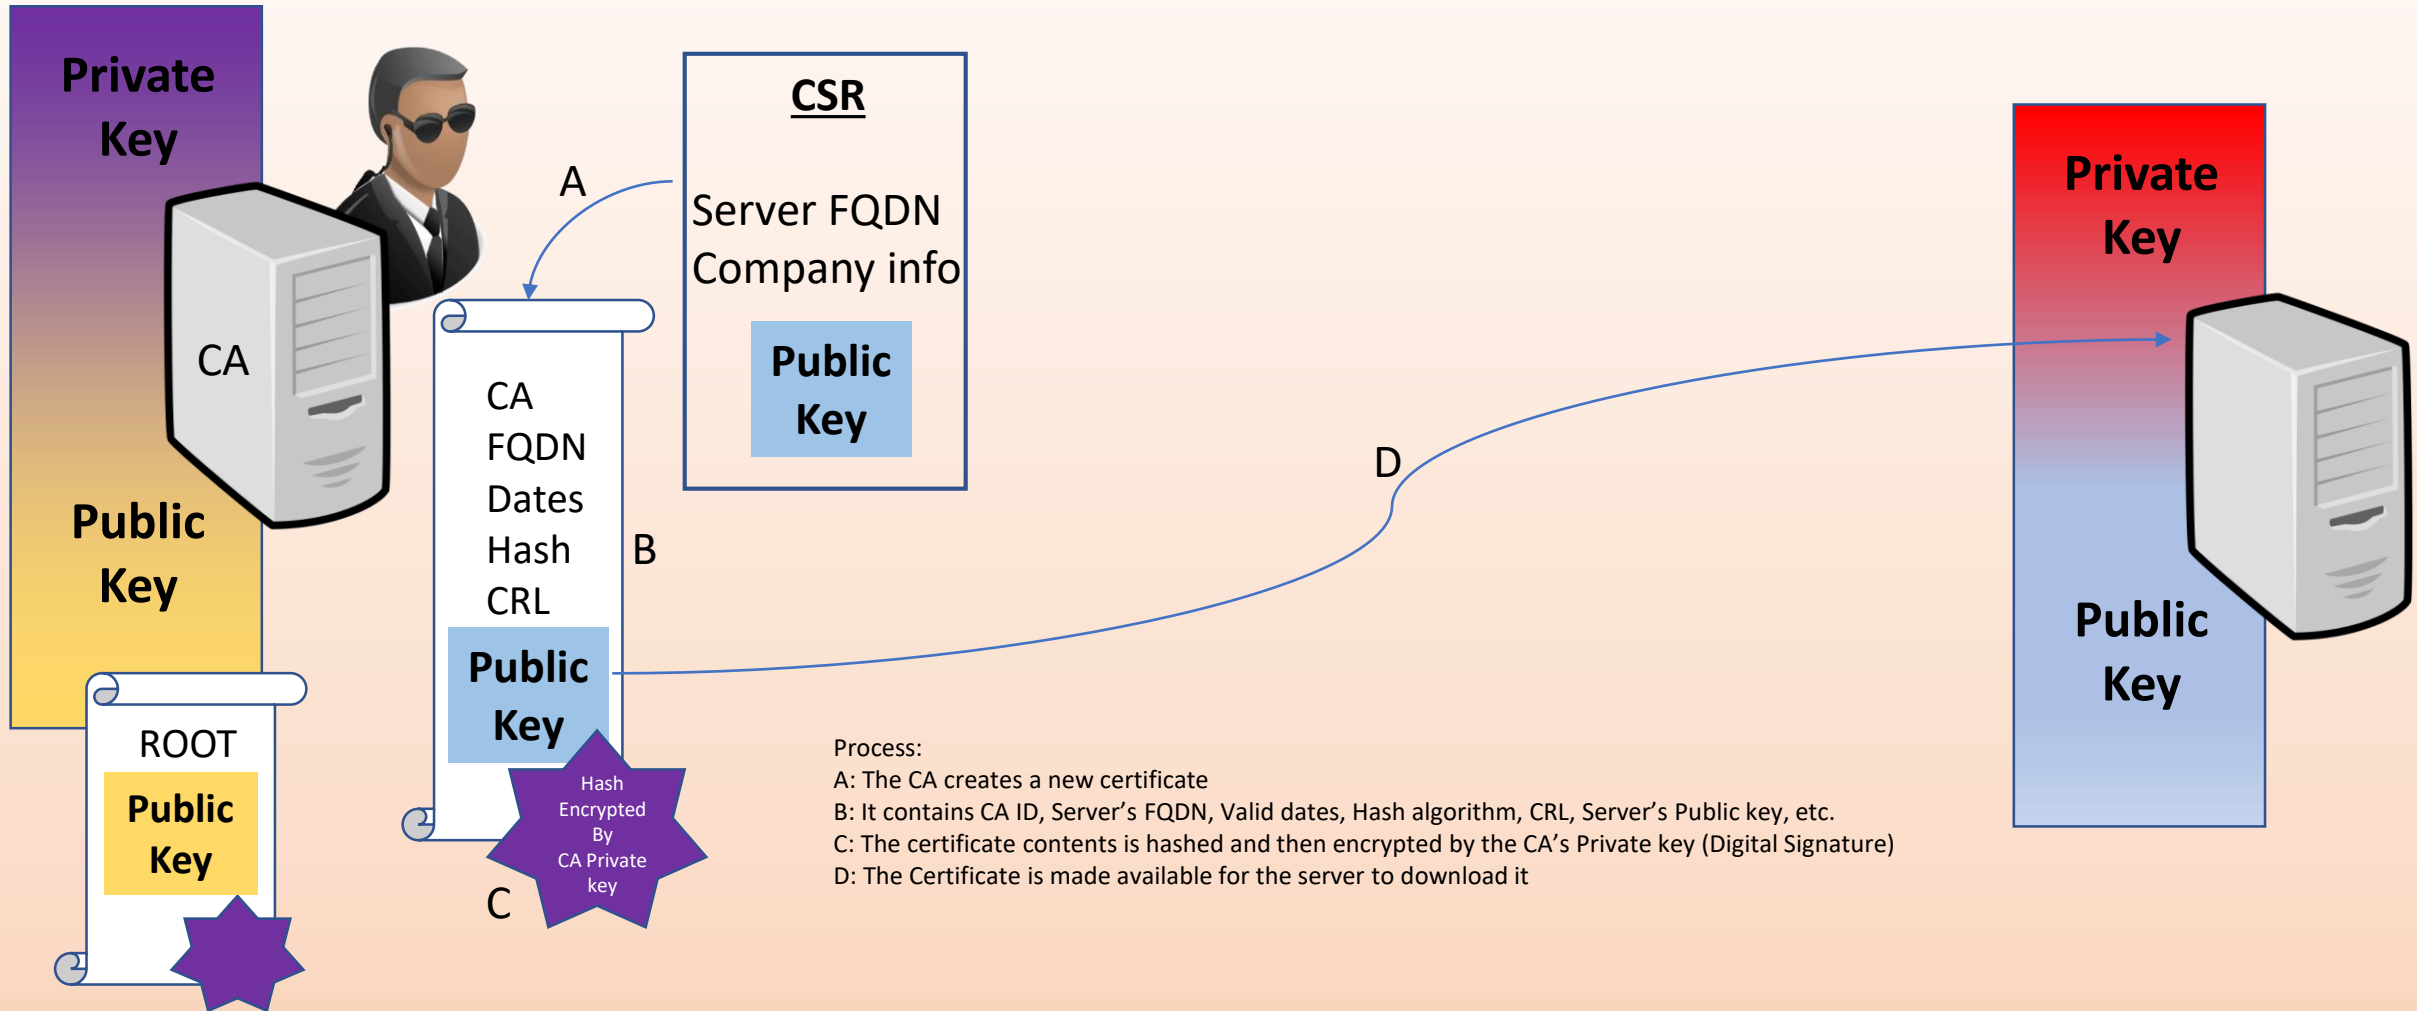 Private
Key
CA
Public
Key
ROOT
Public
Key
A
CSR
Server FQDN
Company info
Public
Key
CA
FQDN
Dates
Hash
CRL
Public
Key
B
Hash
Encrypted
By
CA Private
key
C
D
Private
Key
Public
Key
Process:
A: The CA creates a new certificate
B: It contains CA ID, Server’s FQDN, Valid dates, Hash algorithm, CRL, Server’s Public key, etc.
C: The certificate contents is hashed and then encrypted by the CA’s Private key (Digital Signature)
D: The Certificate is made available for the server to download it